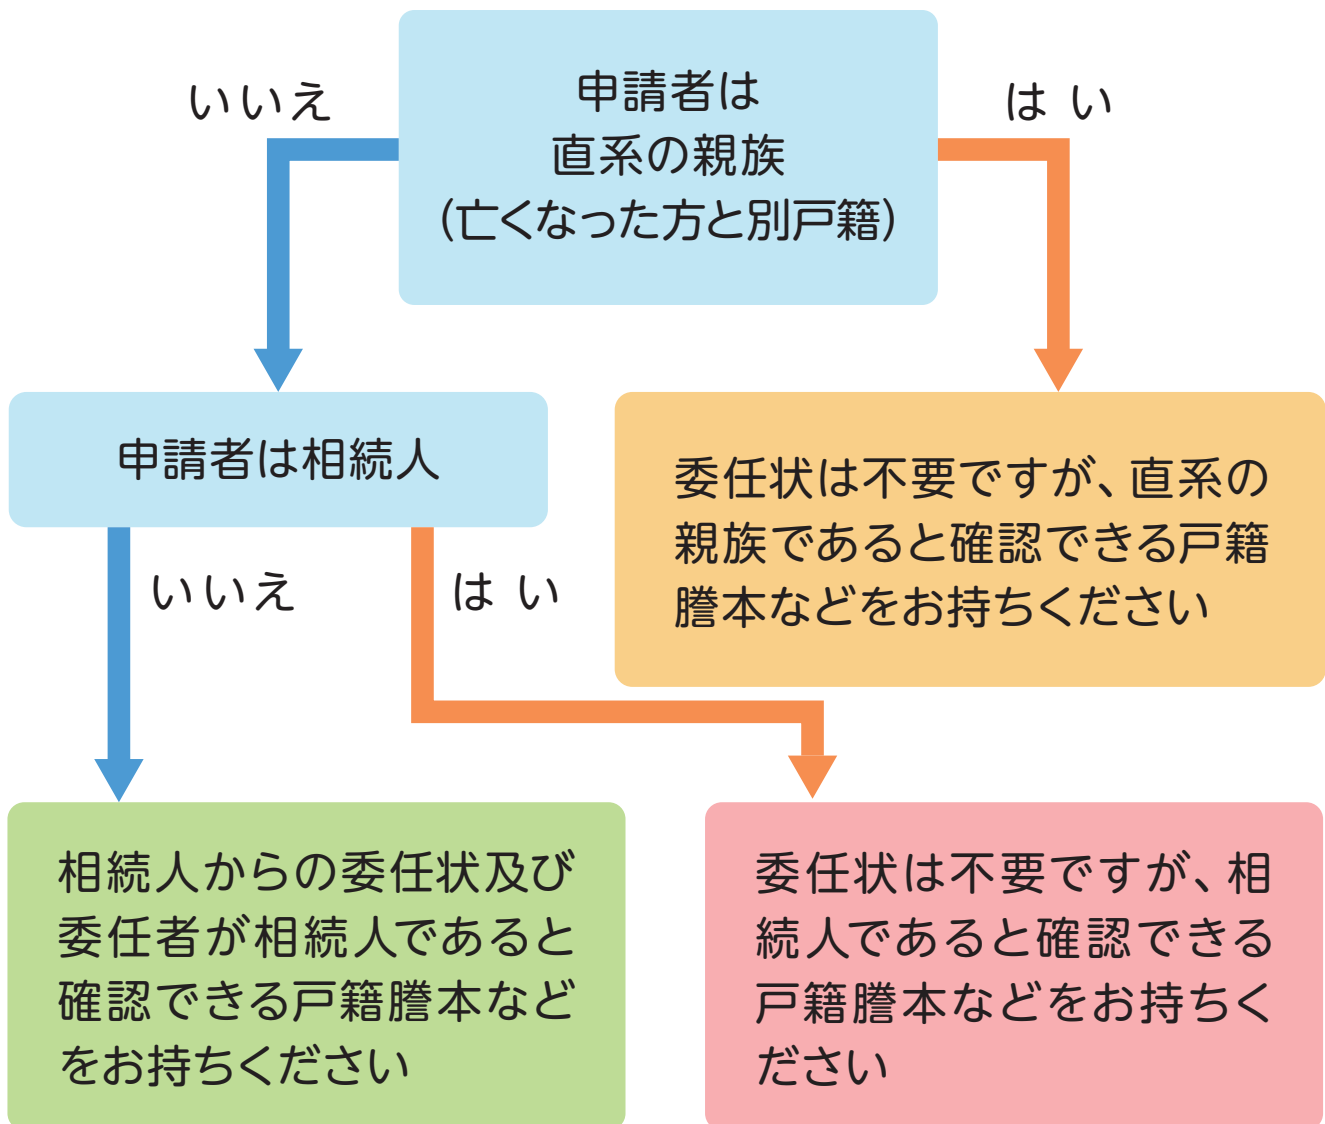 申請者は
直系の親族
（亡くなった方と別戸籍）
いいえ
はい
申請者は相続人
委任状は不要ですが、直系の
親族であると確認できる戸籍
謄本などをお持ちください
いいえ
はい
相続人からの委任状及び
委任者が相続人であると
確認できる戸籍謄本など
をお持ちください
委任状は不要ですが、相
続人であると確認できる
戸籍謄本などをお持ちく
ださい